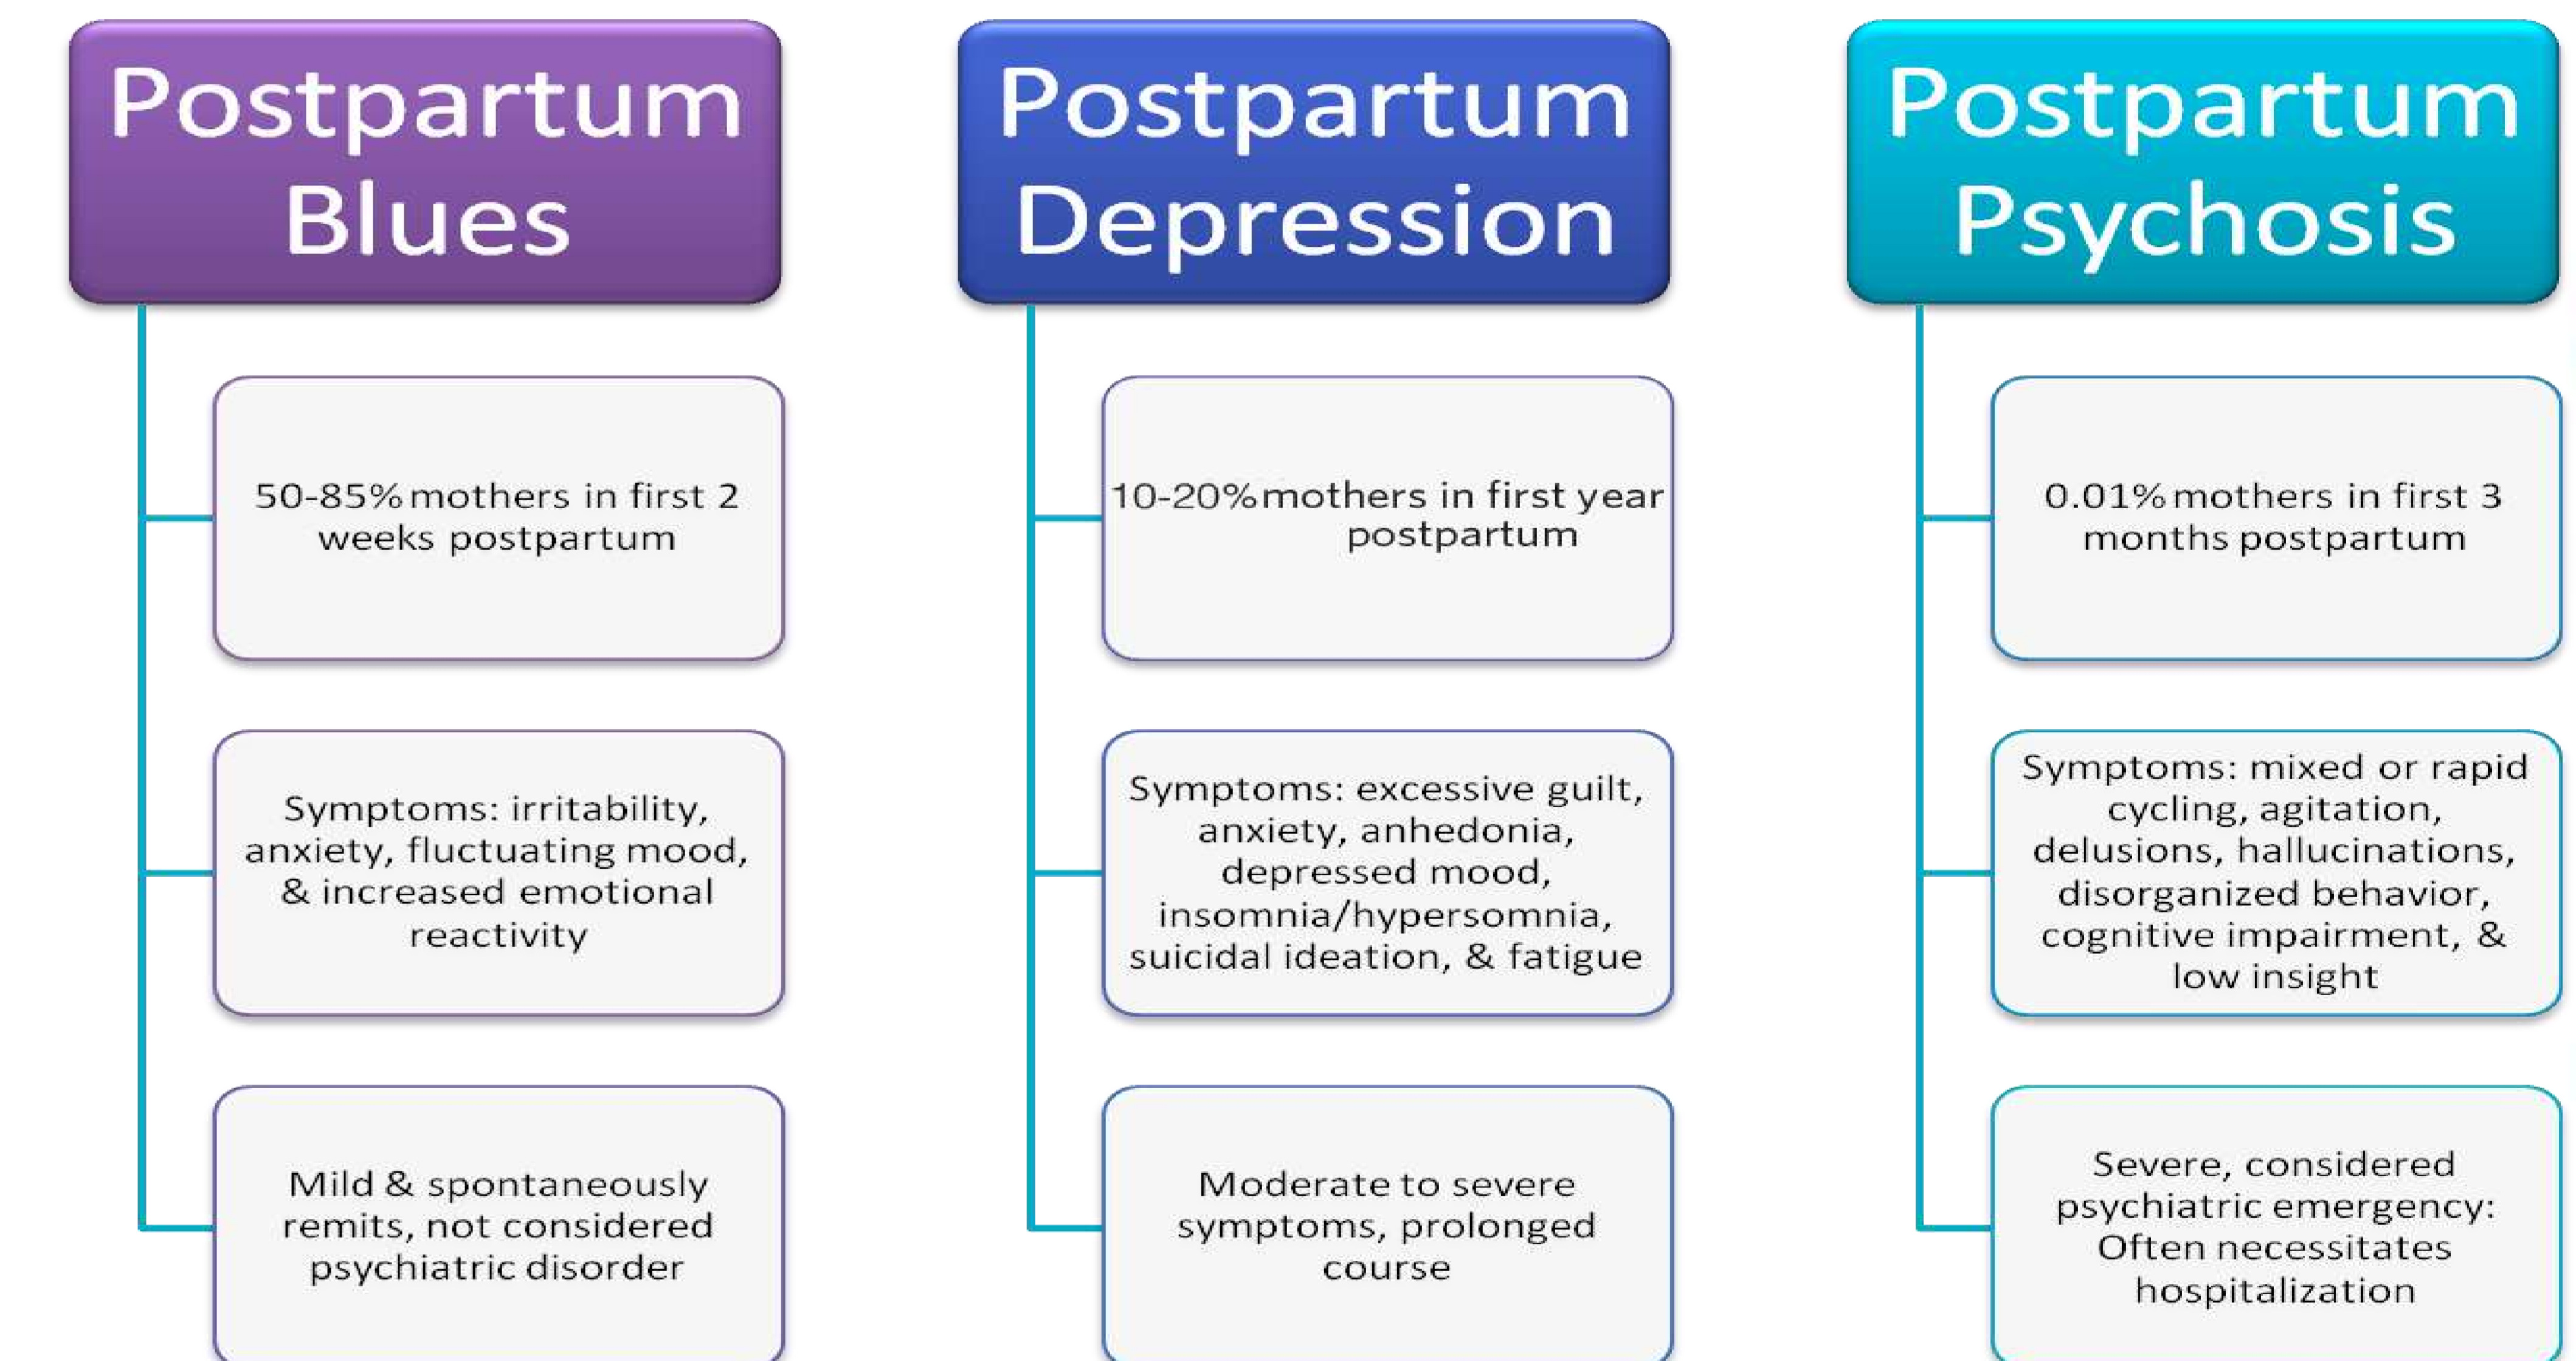 Postpartum
Blues
50-85% mothers in first 2
weeks postpartum
Symptoms: irritability,
anxiety, fluctuating mood,
& increased emotional
reactivity
Mild & spontaneously
remits, not considered
psychiatric disorder
Postpartum
Depression
10-20% mothers in first year
postpartum
Symptoms: excessive guilt,
anxiety, anhedonia,
depressed mood,
insomnia/hypersomnia,
suicidal ideation, & fatigue
Moderate to severe
symptoms, prolonged
course
Postpartum
Psychosis
0.01% mothers in first 3
months postpartum
Symptoms: mixed or rapid
cycling, agitation,
delusions, hallucinations,
disorganized behavior,
cognitive impairment, &
low insight
Severe, considered
psychiatric emergency:
Often necessitates
hospitalization